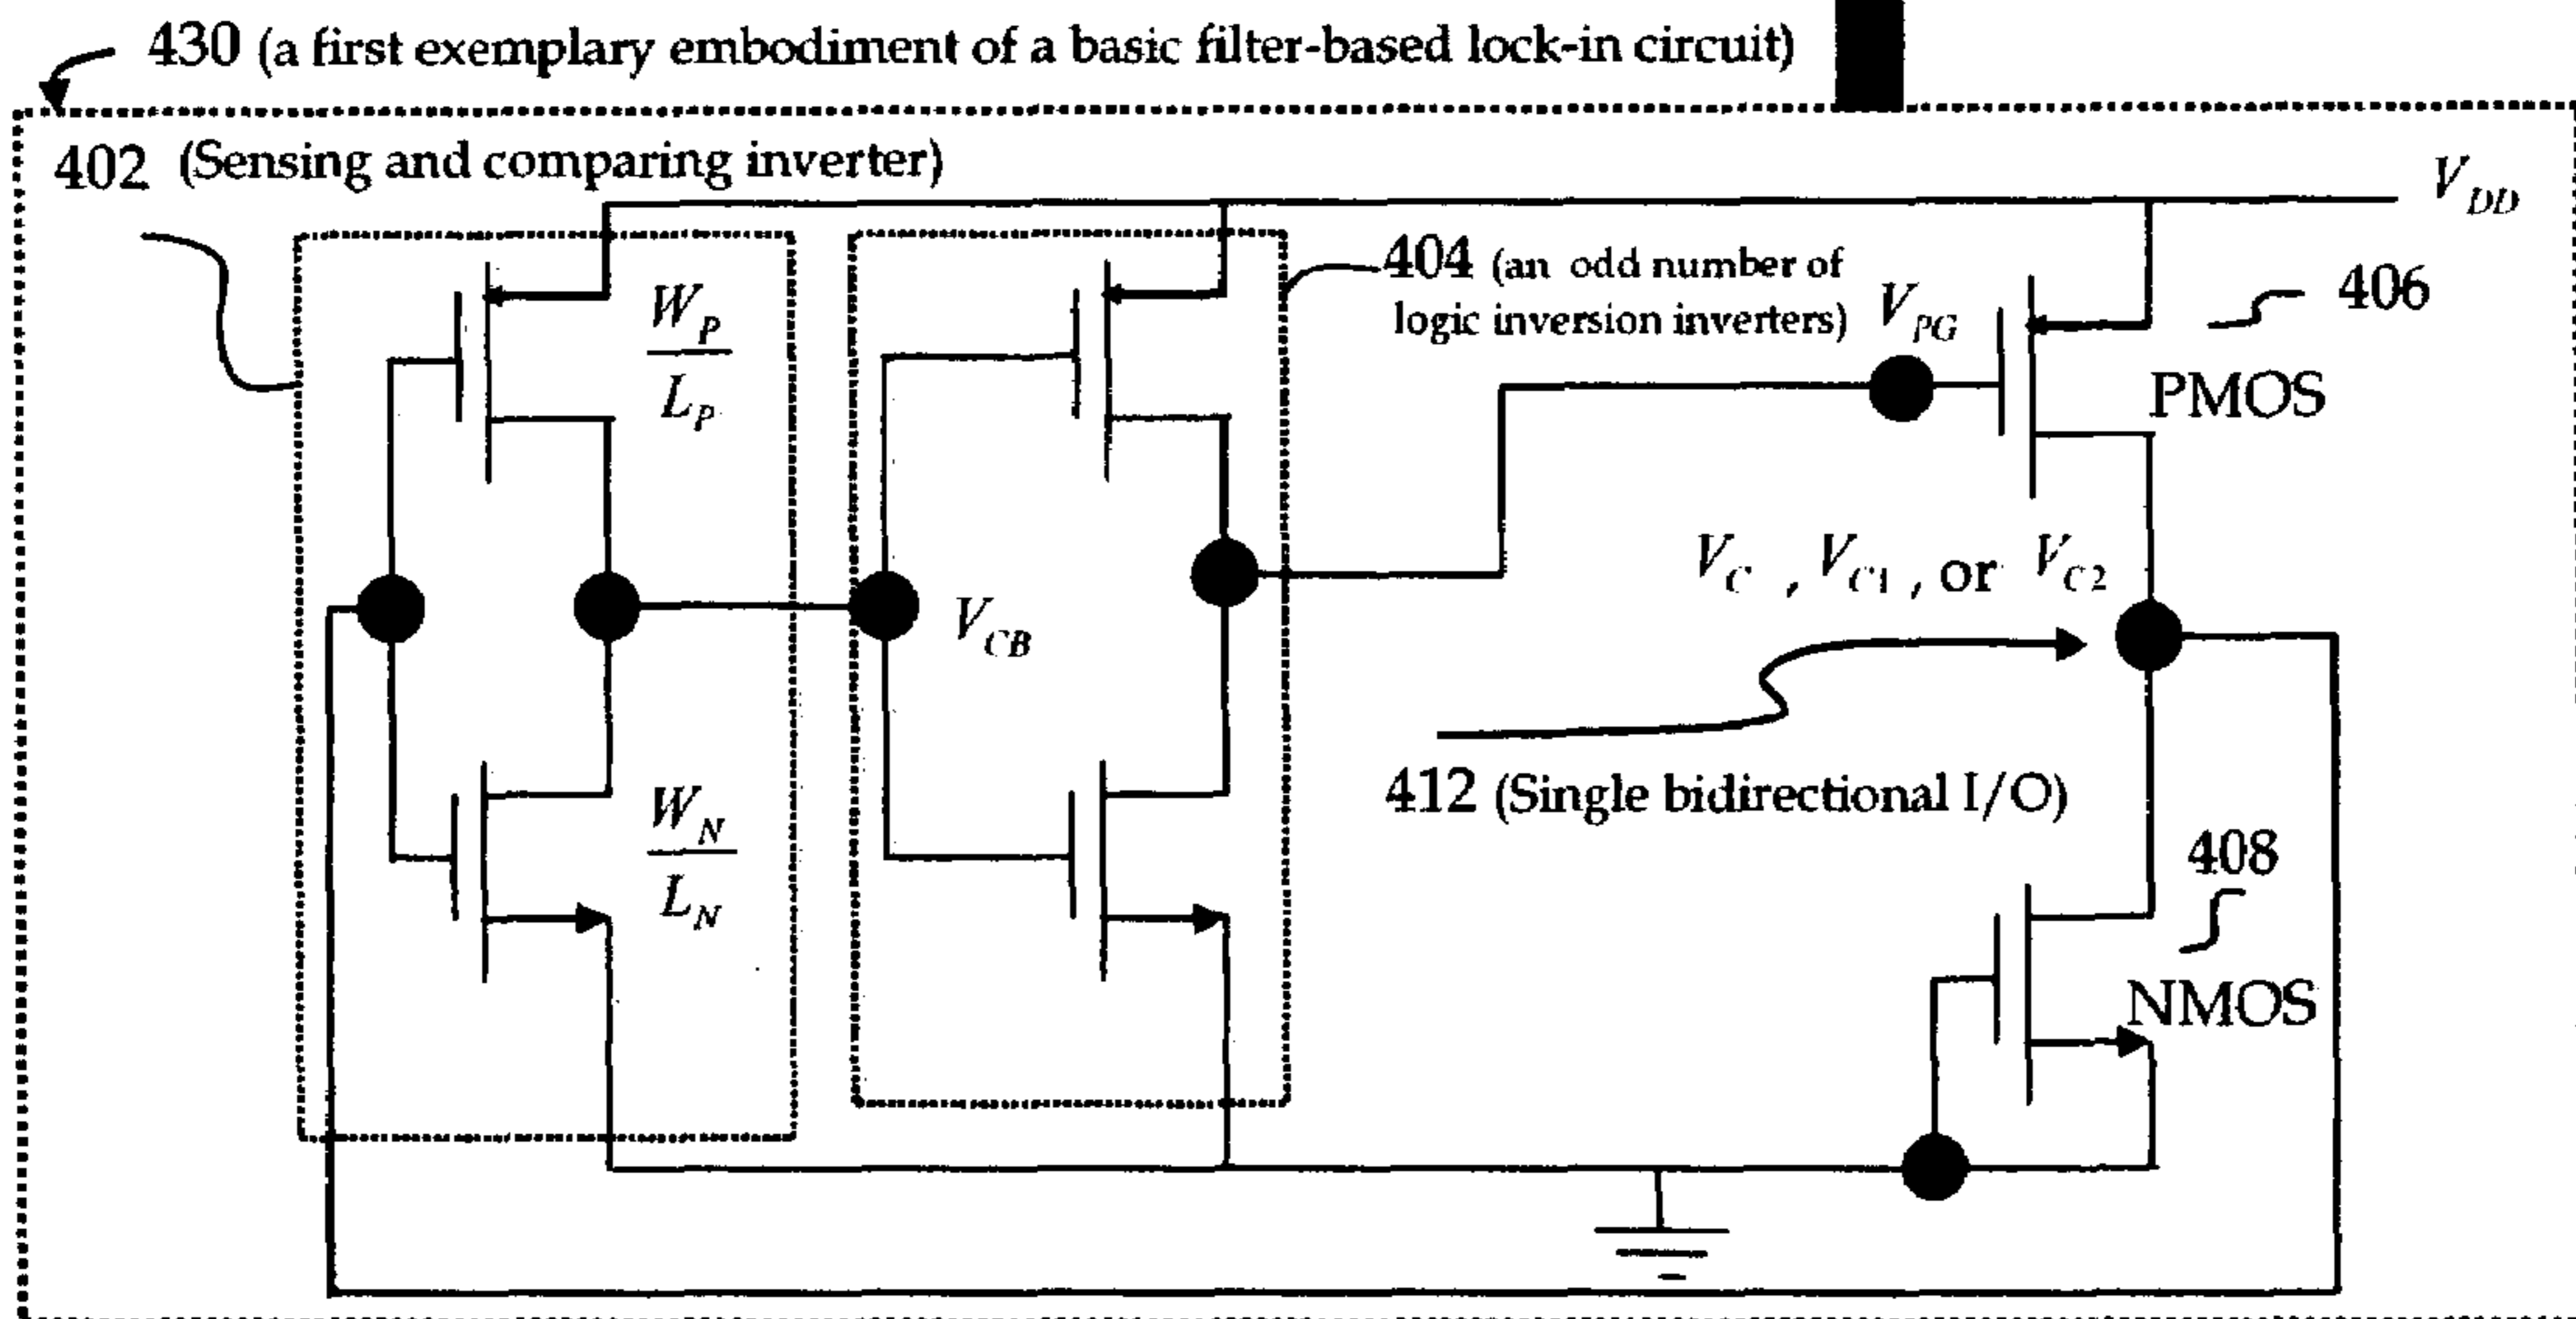 430 (a first exemplary embodiment of a basic filter-based lock-in circuit)
402 (Sensing and comparing inverter)
V_DD
W_P
L_P
404 (an odd number of
logic inversion inverters)
V_PG
406
PMOS
V_C , V_C1 , or V_C2
V_CB
412 (Single bidirectional I/O)
W_N
L_N
408
NMOS